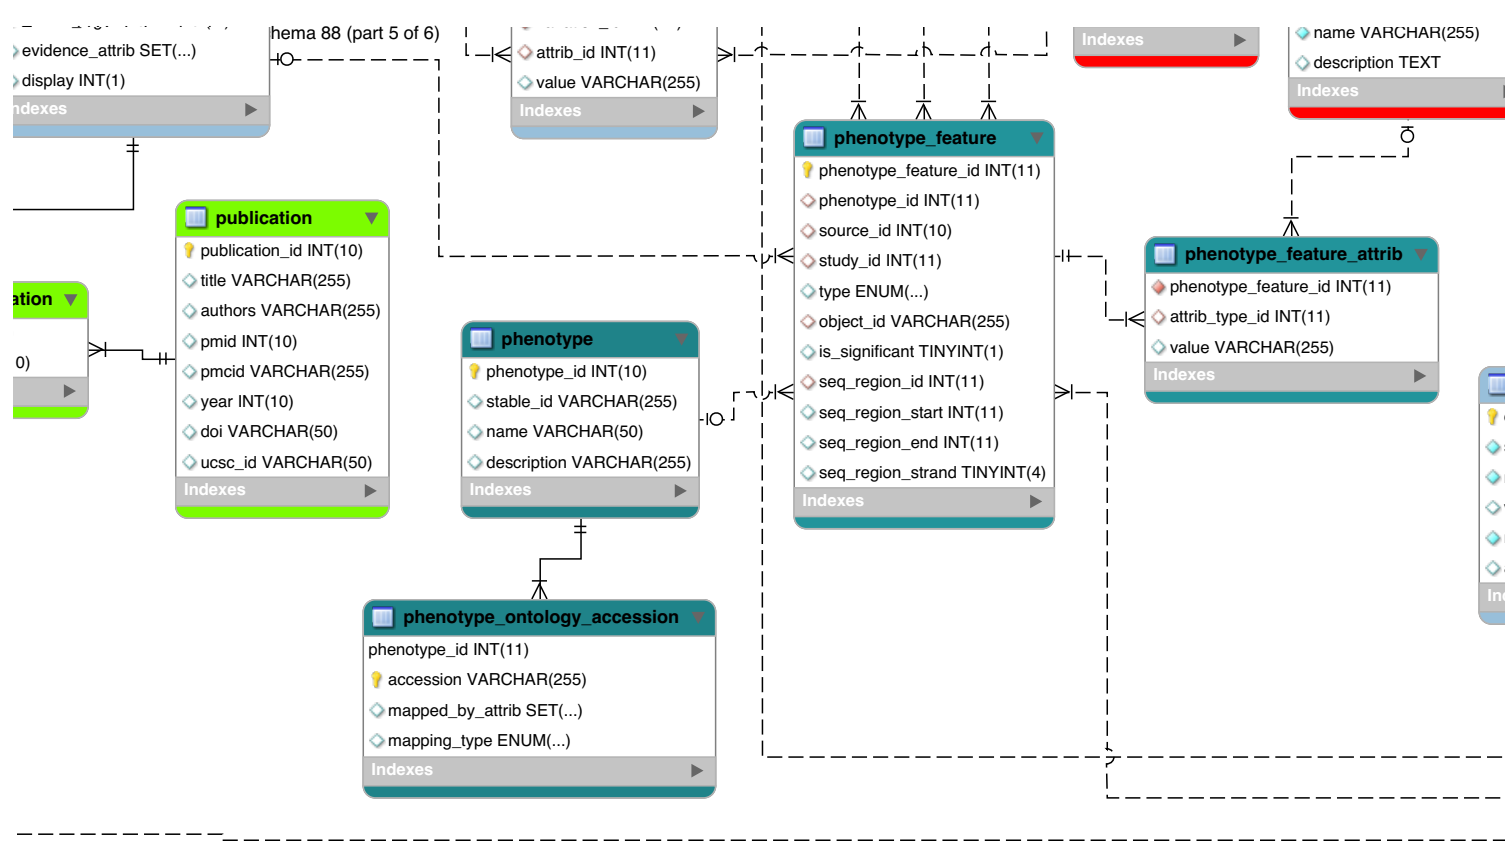 hema 88 (part 5 of 6)
evidence_attrib SET(...)
display INT(1)
ndexes
attrib_id INT(11)
value VARCHAR(255)
Indexes
Indexes
name VARCHAR(255)
description TEXT
Indexes
publication
publication_id INT(10)
title VARCHAR(255)
authors VARCHAR(255)
pmid INT(10)
pmcid VARCHAR(255)
year INT(10)
doi VARCHAR(50)
ucsc_id VARCHAR(50)
Indexes
ation
0)
phenotype
phenotype_id INT(10)
stable_id VARCHAR(255)
name VARCHAR(50)
description VARCHAR(255)
Indexes
phenotype_feature
phenotype_feature_id INT(11)
phenotype_id INT(11)
source_id INT(10)
study_id INT(11)
type ENUM(...)
object_id VARCHAR(255)
is_significant TINYINT(1)
seq_region_id INT(11)
seq_region_start INT(11)
seq_region_end INT(11)
seq_region_strand TINYINT(4)
Indexes
phenotype_feature_attrib
phenotype_feature_id INT(11)
attrib_type_id INT(11)
value VARCHAR(255)
Indexes
phenotype_ontology_accession
phenotype_id INT(11)
accession VARCHAR(255)
mapped_by_attrib SET(...)
mapping_type ENUM(...)
Indexes
Ind